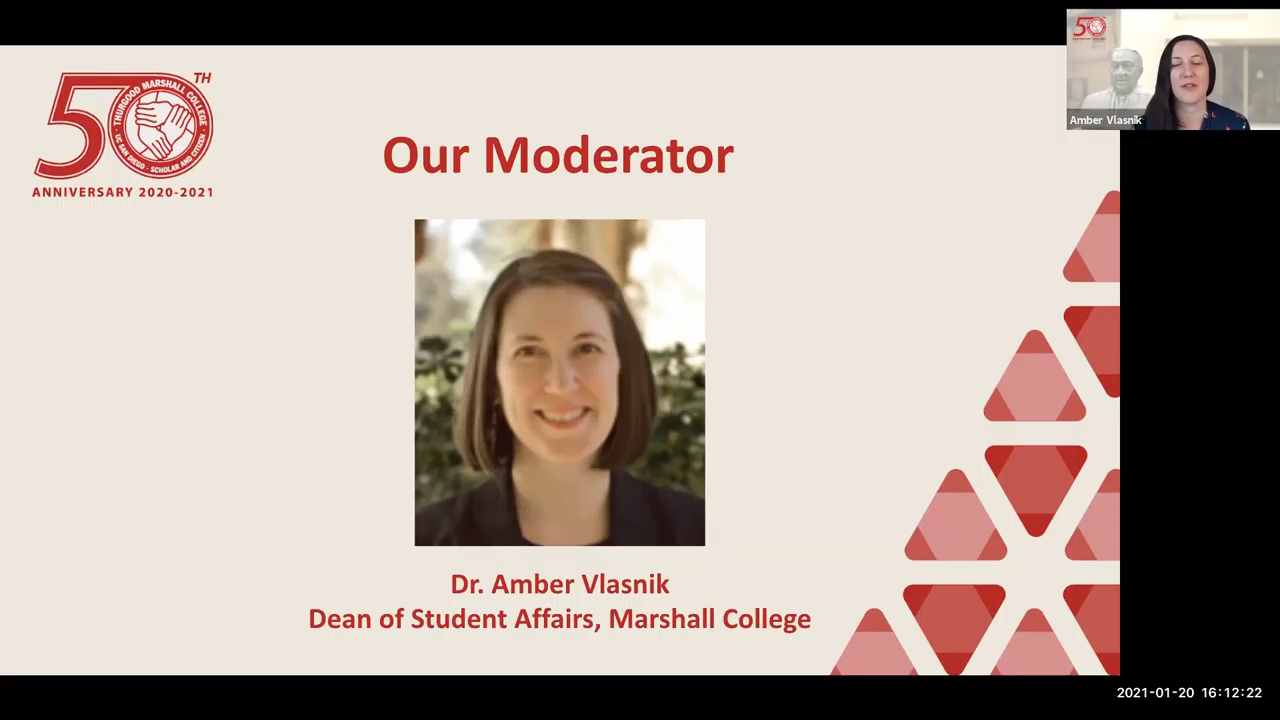 50TH
THURGOOD MARSHALL COLLEGE
UC SAN DIEGO · SCHOLAR AND CITIZEN
ANNIVERSARY 2020-2021
Our Moderator
Dr. Amber Vlasnik
Dean of Student Affairs, Marshall College
50
Amber Vlasnik
2021-01-20 16:12:22